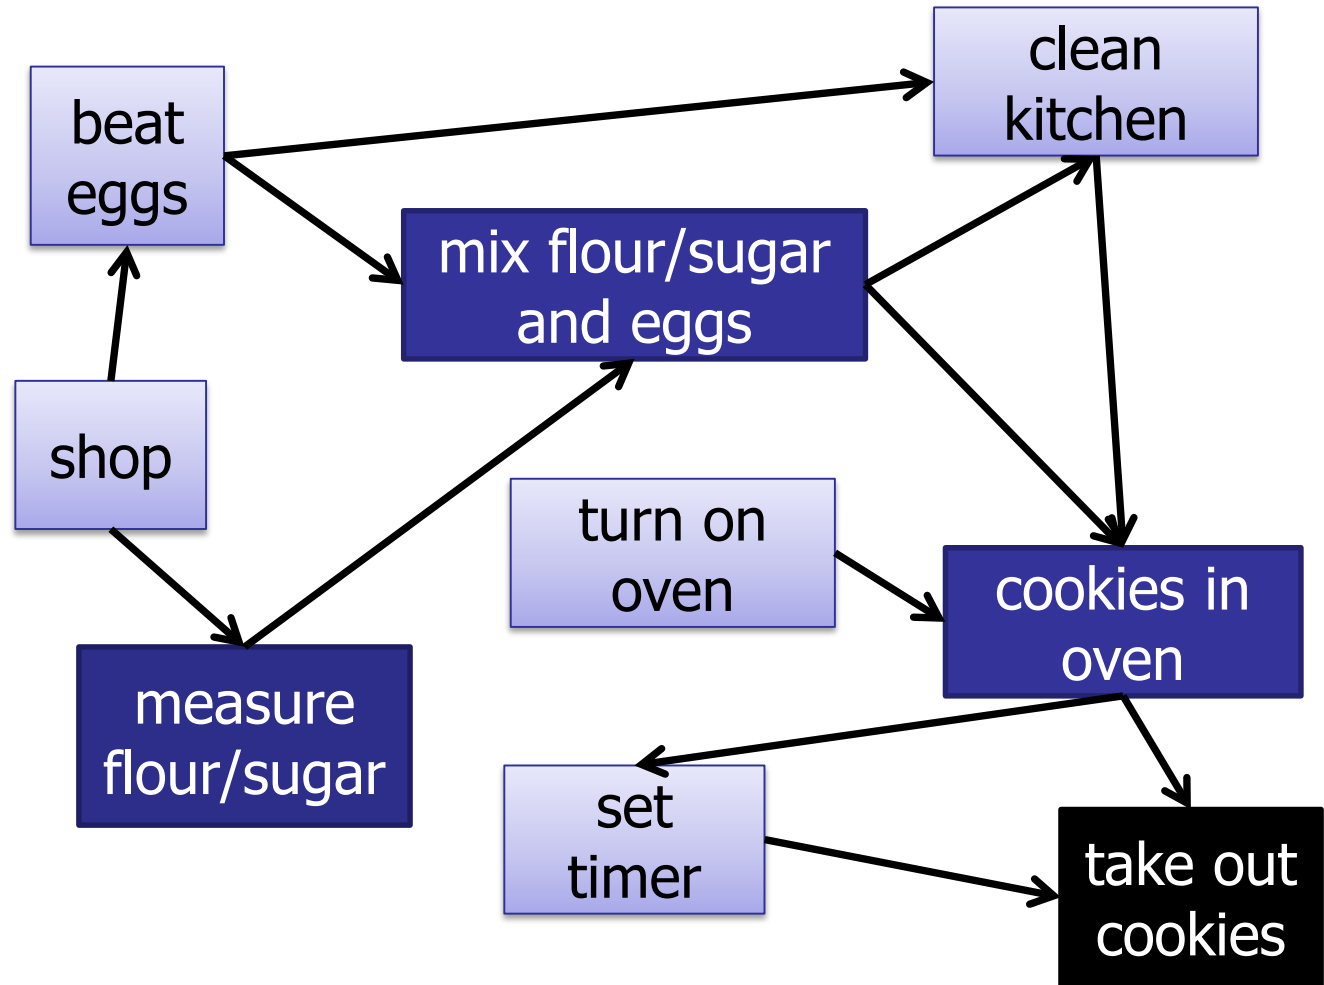 beat
eggs
clean
kitchen
mix flour/sugar
and eggs
shop
turn on
oven
cookies in
oven
measure
flour/sugar
set
timer
take out
cookies